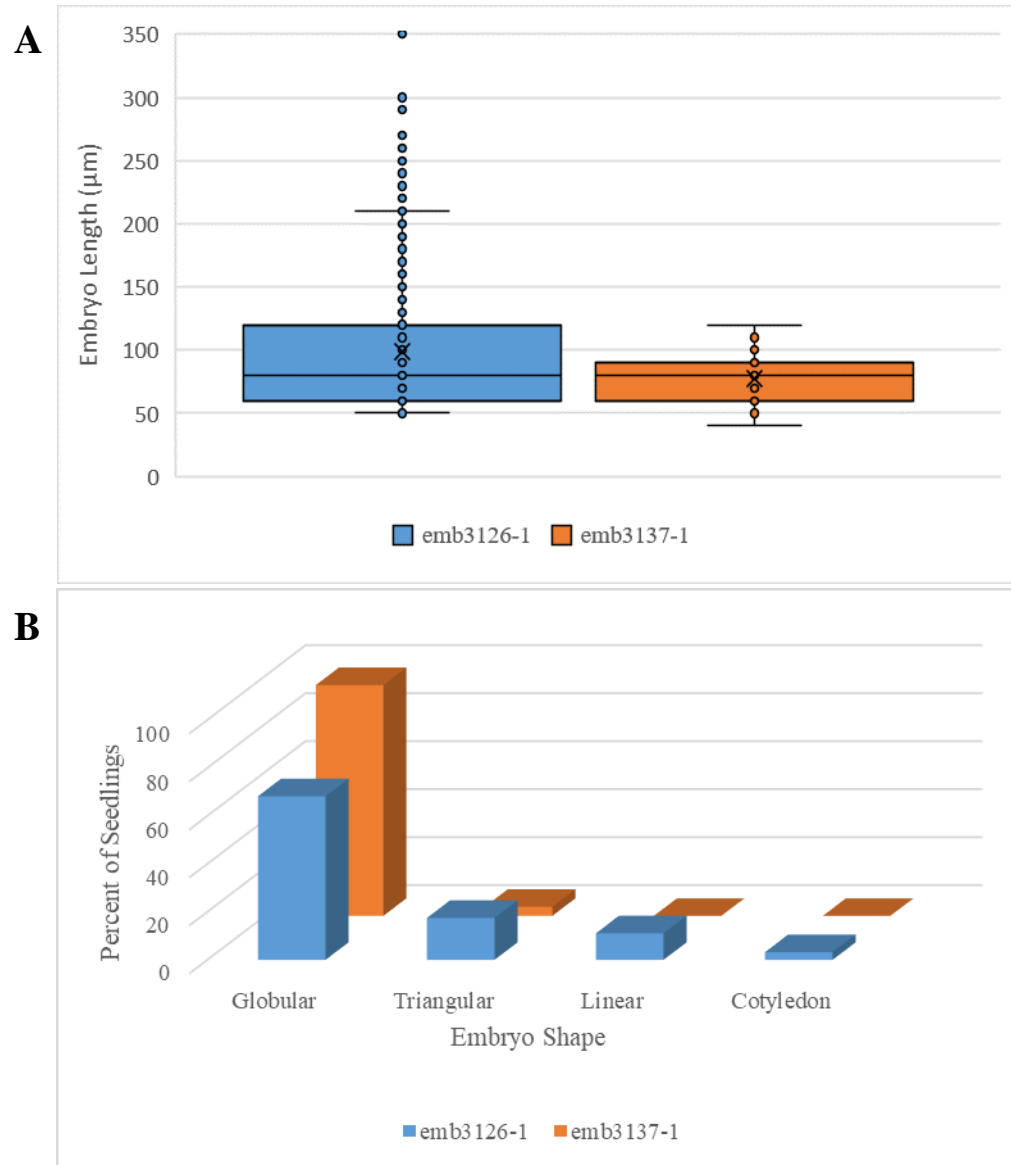 A
350
300
250
200
150
100
50
0
Embryo Length (μm)
emb3126-1 emb3137-1
B
100
80
60
40
20
0
Percent of Seedlings
Globular Triangular Linear Cotyledon
Embryo Shape
emb3126-1 emb3137-1